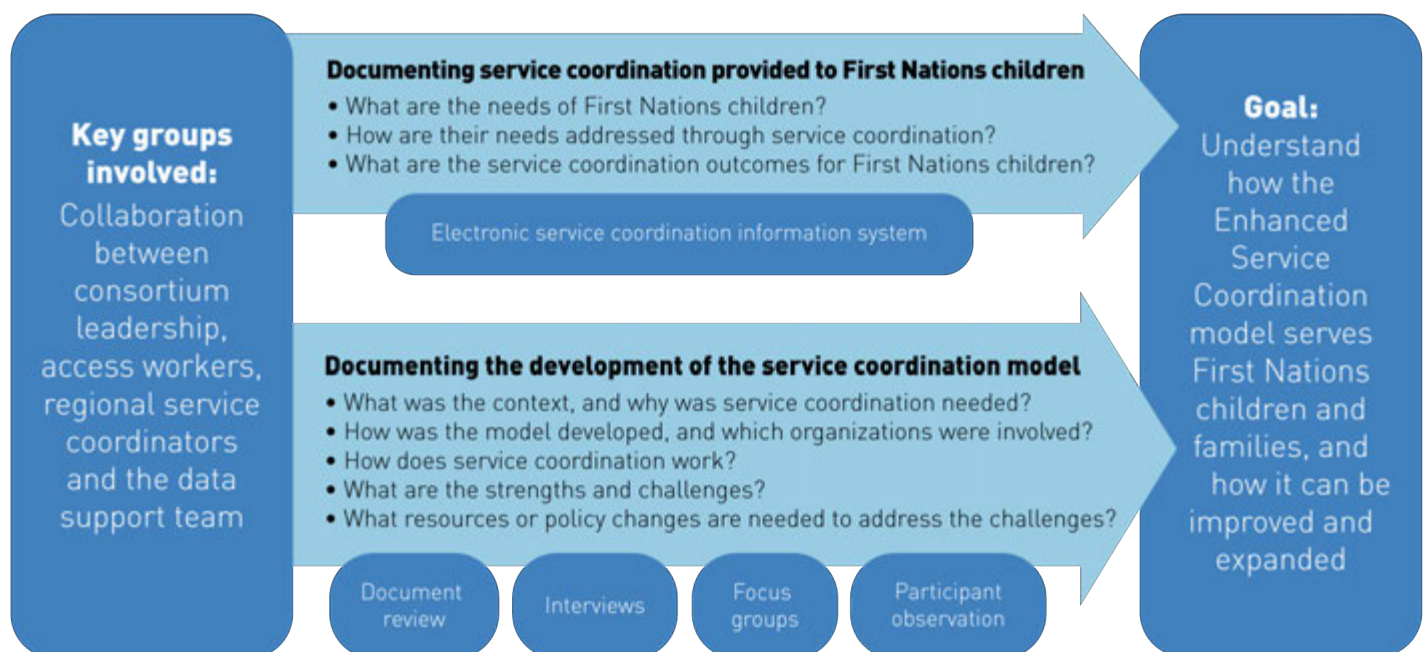 Key groups
involved:
Collaboration
between
consortium
leadership,
access workers,
regional service
coordinators
and the data
support team
Documenting service coordination provided to First Nations children
• What are the needs of First Nations children?
• How are their needs addressed through service coordination?
• What are the service coordination outcomes for First Nations children?
Electronic service coordination information system
Documenting the development of the service coordination model
• What was the context, and why was service coordination needed?
• How was the model developed, and which organizations were involved?
• How does service coordination work?
• What are the strengths and challenges?
• What resources or policy changes are needed to address the challenges?
Document
review
Interviews
Focus
groups
Participant
observation
Goal:
Understand
how the
Enhanced
Service
Coordination
model serves
First Nations
children and
families, and
how it can be
improved and
expanded